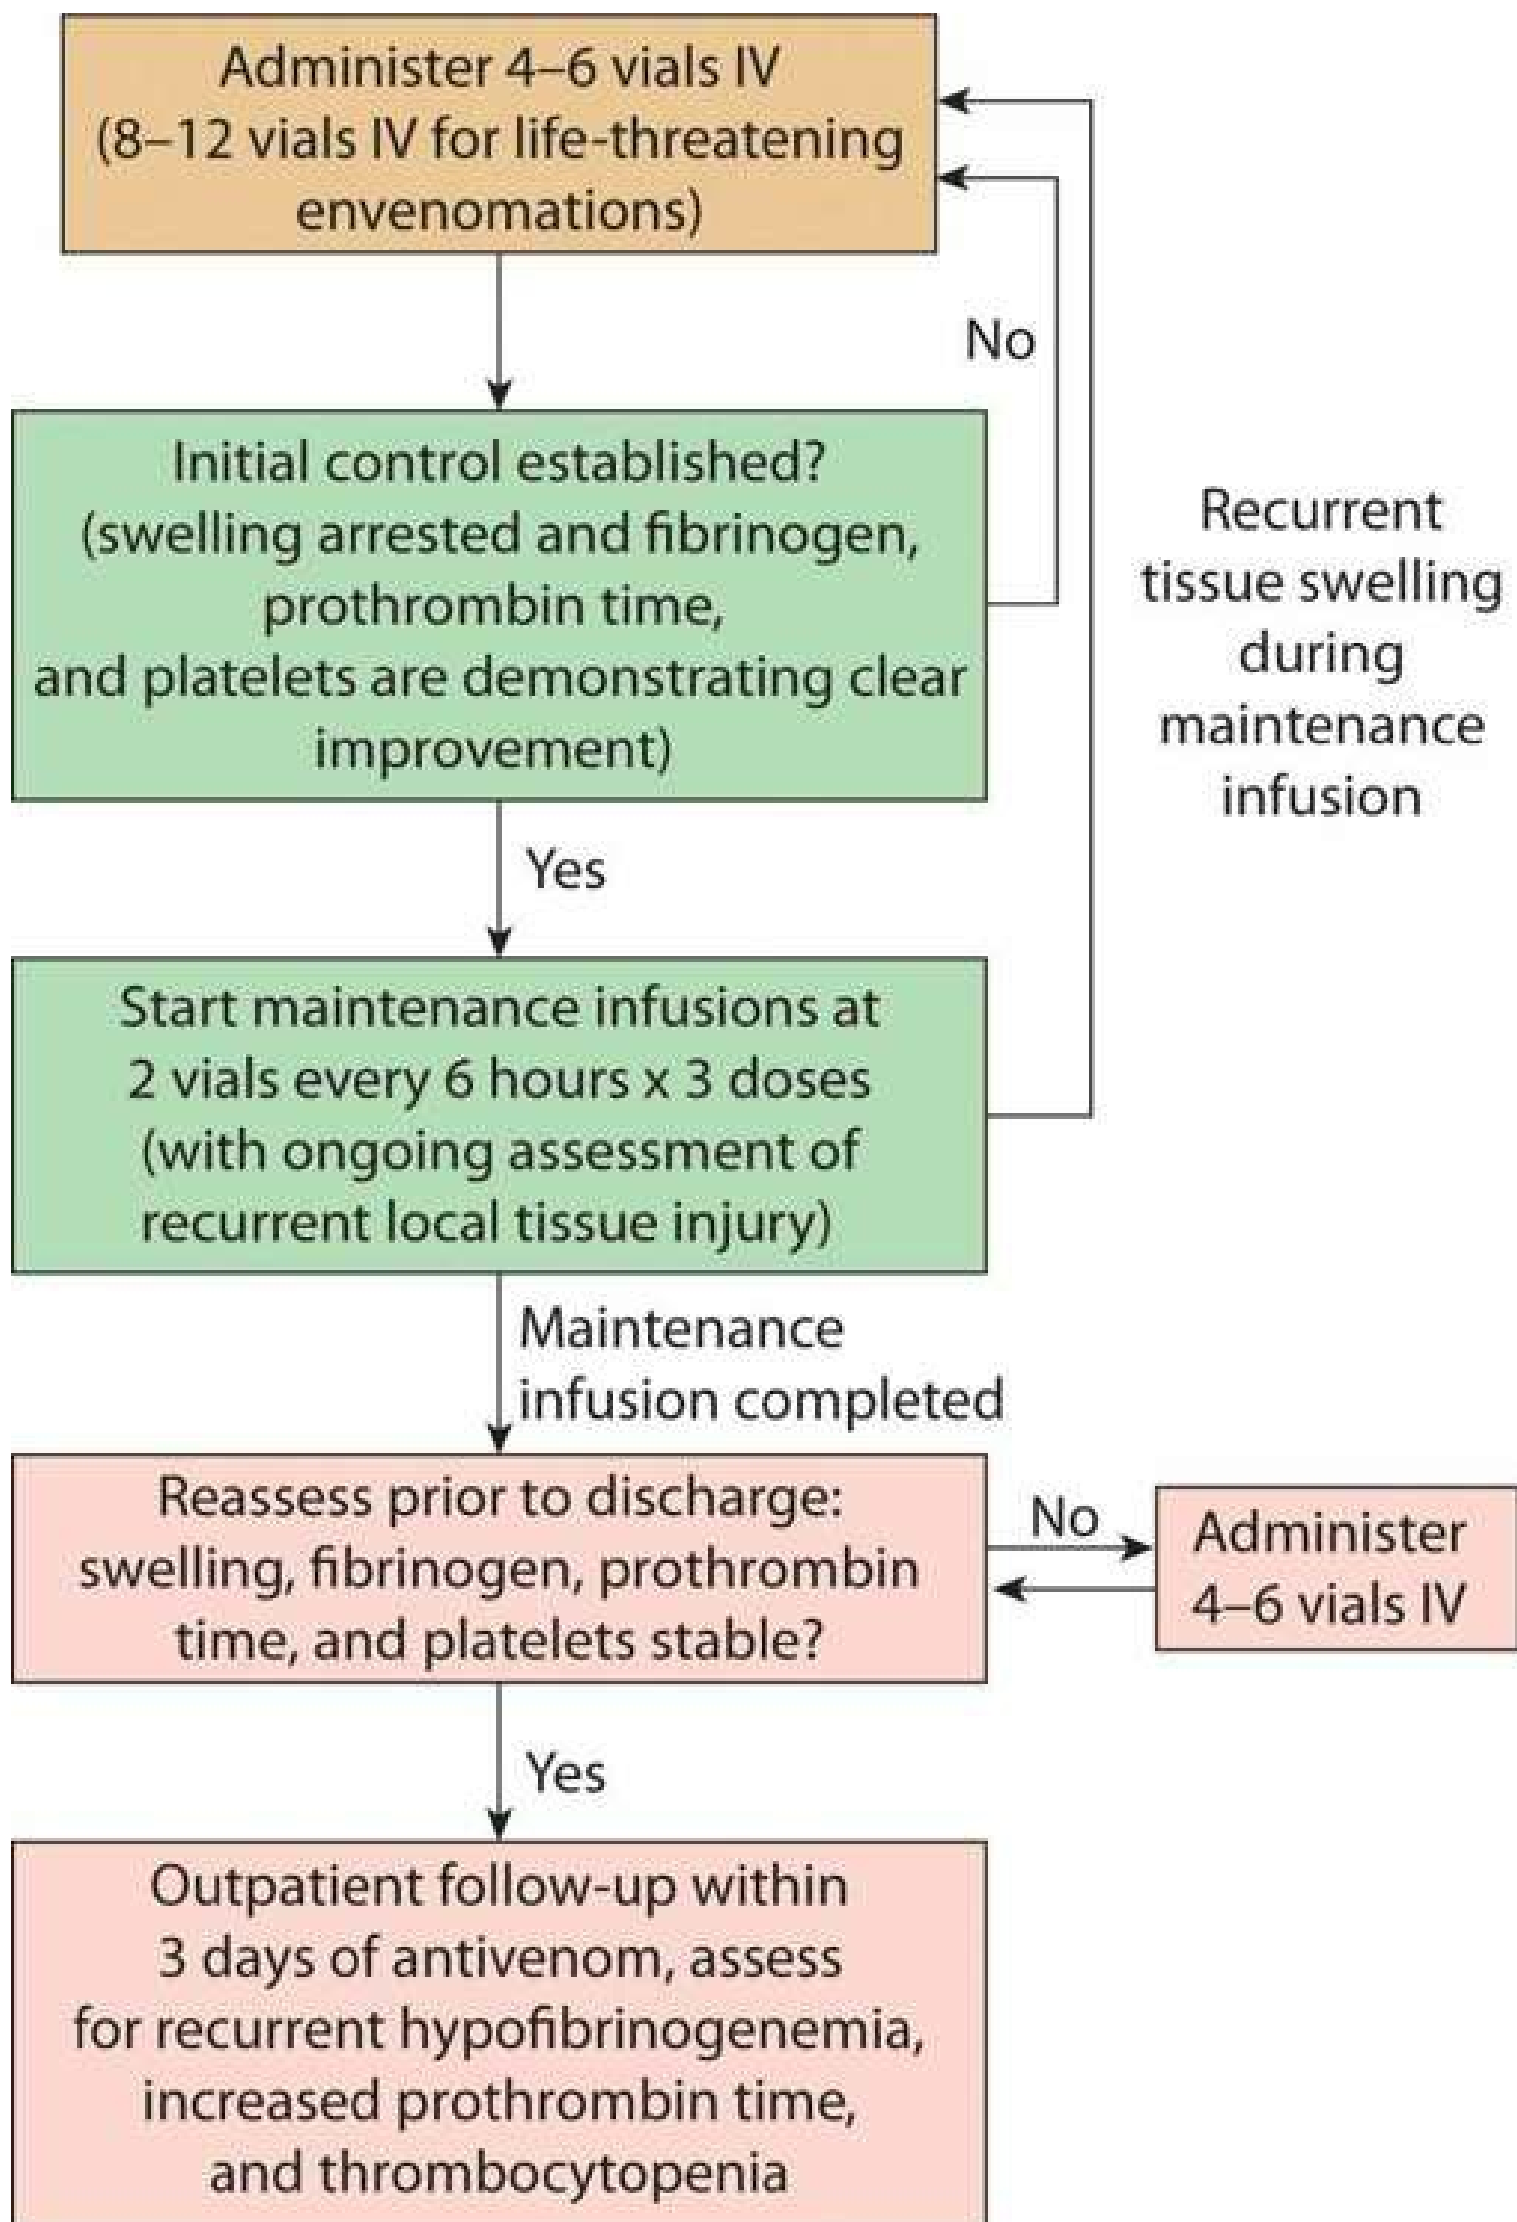 Administer 4–6 vials IV
(8–12 vials IV for life-threatening
envenomations)
No
Initial control established?
(swelling arrested and fibrinogen,
prothrombin time,
and platelets are demonstrating clear
improvement)
Recurrent
tissue swelling
during
maintenance
infusion
Yes
Start maintenance infusions at
2 vials every 6 hours x 3 doses
(with ongoing assessment of
recurrent local tissue injury)
Maintenance
infusion completed
Reassess prior to discharge:
swelling, fibrinogen, prothrombin
time, and platelets stable?
No
Administer
4–6 vials IV
Yes
Outpatient follow-up within
3 days of antivenom, assess
for recurrent hypofibrinogenemia,
increased prothrombin time,
and thrombocytopenia